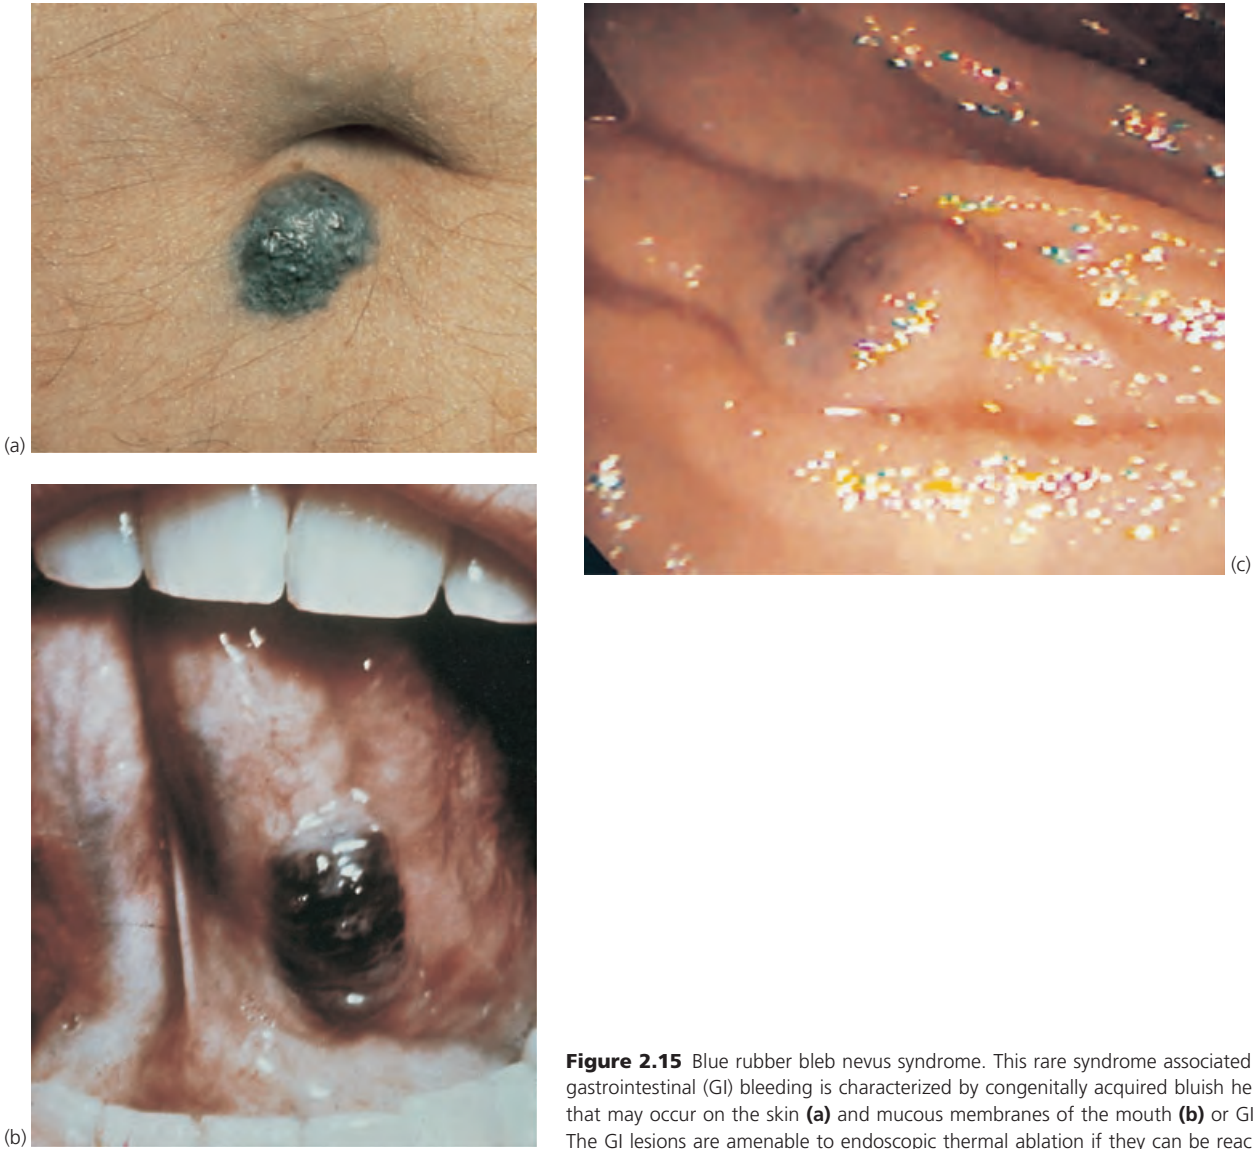 (a)
(c)
(b)
Figure 2.15 Blue rubber bleb nevus syndrome. This rare syndrome associated
gastrointestinal (GI) bleeding is characterized by congenitally acquired bluish he
that may occur on the skin (a) and mucous membranes of the mouth (b) or GI
The GI lesions are amenable to endoscopic thermal ablation if they can be reac